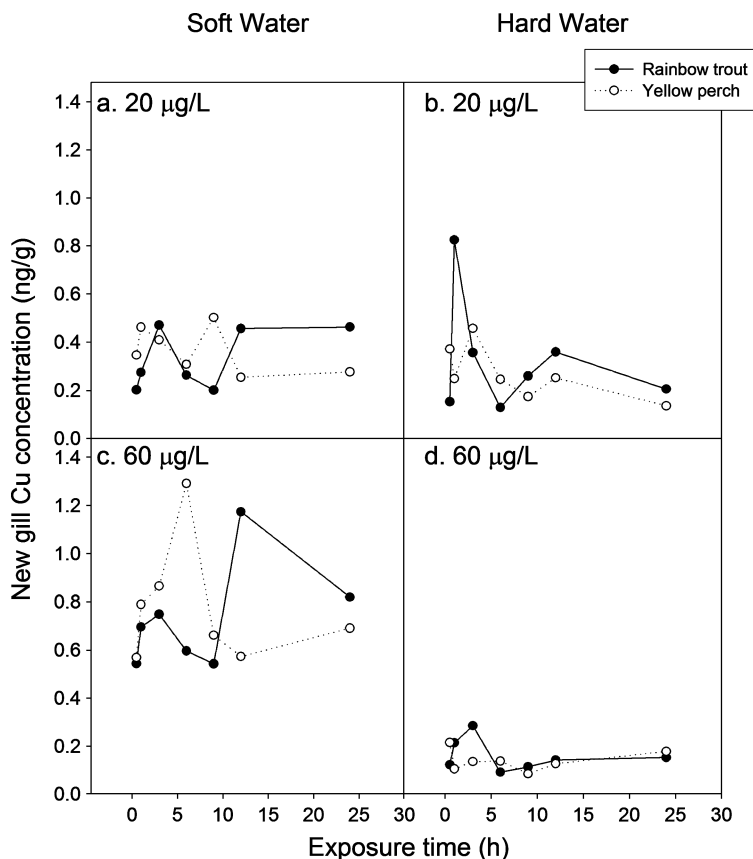 Soft Water
Hard Water
Rainbow trout
Yellow perch
a. 20 μg/L
b. 20 μg/L
1.4
1.2
1.0
0.8
0.6
0.4
0.2
0.0
c. 60 μg/L
d. 60 μg/L
1.4
1.2
1.0
0.8
0.6
0.4
0.2
0.0
New gill Cu concentration (ng/g)
0 5 10 15 20 25 30
0 5 10 15 20 25 30
Exposure time (h)